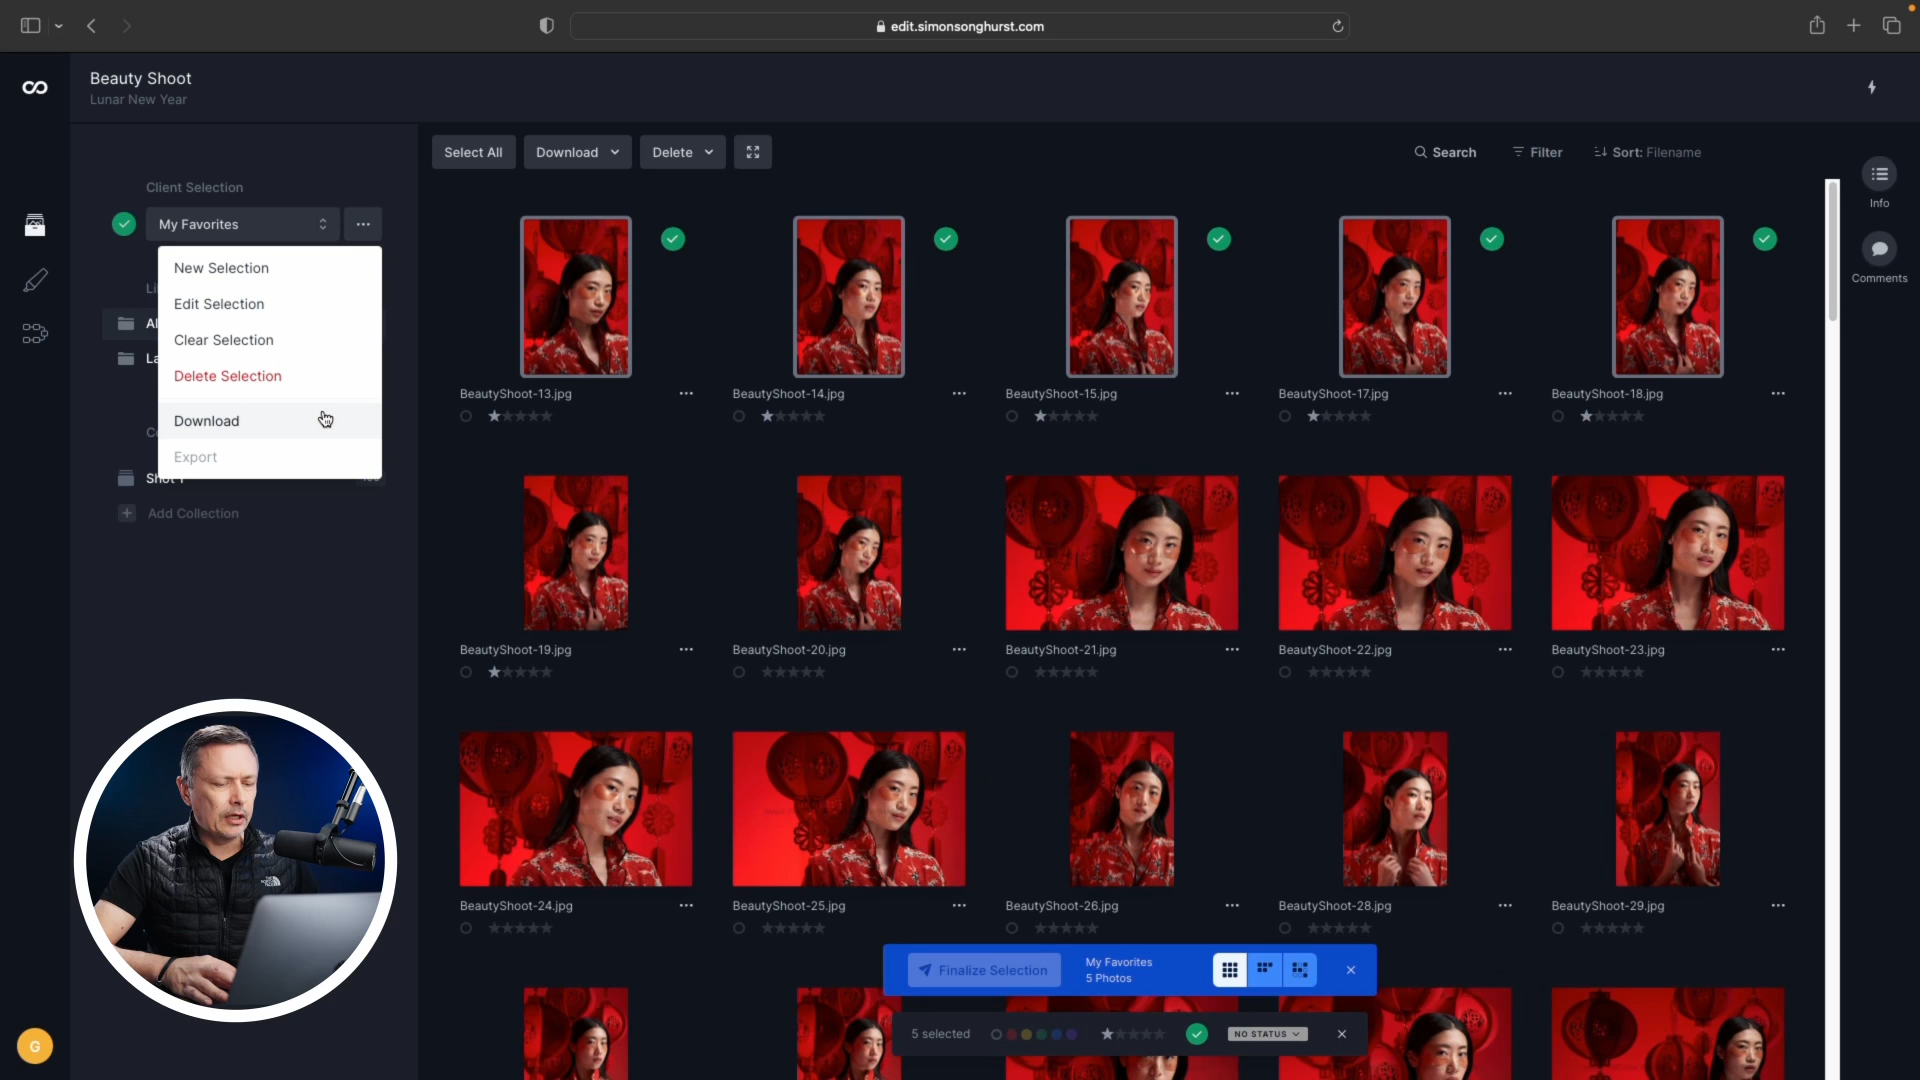 edit.simonsonghurst.com
Beauty Shoot
Lunar New Year
Select All
Download
Delete
Search
Filter
Sort: Filename
Info
Comments
Client Selection
My Favorites
New Selection
Edit Selection
Clear Selection
Delete Selection
Download
Export
Add Collection
BeautyShoot-13.jpg
BeautyShoot-14.jpg
BeautyShoot-15.jpg
BeautyShoot-17.jpg
BeautyShoot-18.jpg
BeautyShoot-19.jpg
BeautyShoot-20.jpg
BeautyShoot-21.jpg
BeautyShoot-22.jpg
BeautyShoot-23.jpg
BeautyShoot-24.jpg
BeautyShoot-25.jpg
BeautyShoot-26.jpg
BeautyShoot-28.jpg
BeautyShoot-29.jpg
Finalize Selection
My Favorites
5 Photos
5 selected
NO STATUS
G